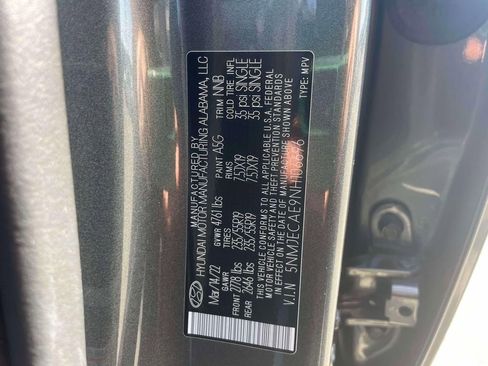 MANUFACTURED BY
HYUNDAI MOTOR MANUFACTURING ALABAMA, LLC
Mar/14/22 GVWR 4761 lbs PAINT A5G TRIM NNB
GAWR TIRES RIMS COLD TIRE INFL
FRONT 2778 lbs 235/55R19 7.5JX19 35 psi SINGLE
REAR 2646 lbs 235/55R19 7.5JX19 35 psi SINGLE
THIS VEHICLE CONFORMS TO ALL APPLICABLE U.S.A. FEDERAL
MOTOR VEHICLE SAFETY AND THEFT PREVENTION STANDARDS
IN EFFECT ON THE DATE OF MANUFACTURE SHOWN ABOVE
V.I.N 5NMJECAE9NH106676
TYPE: MPV